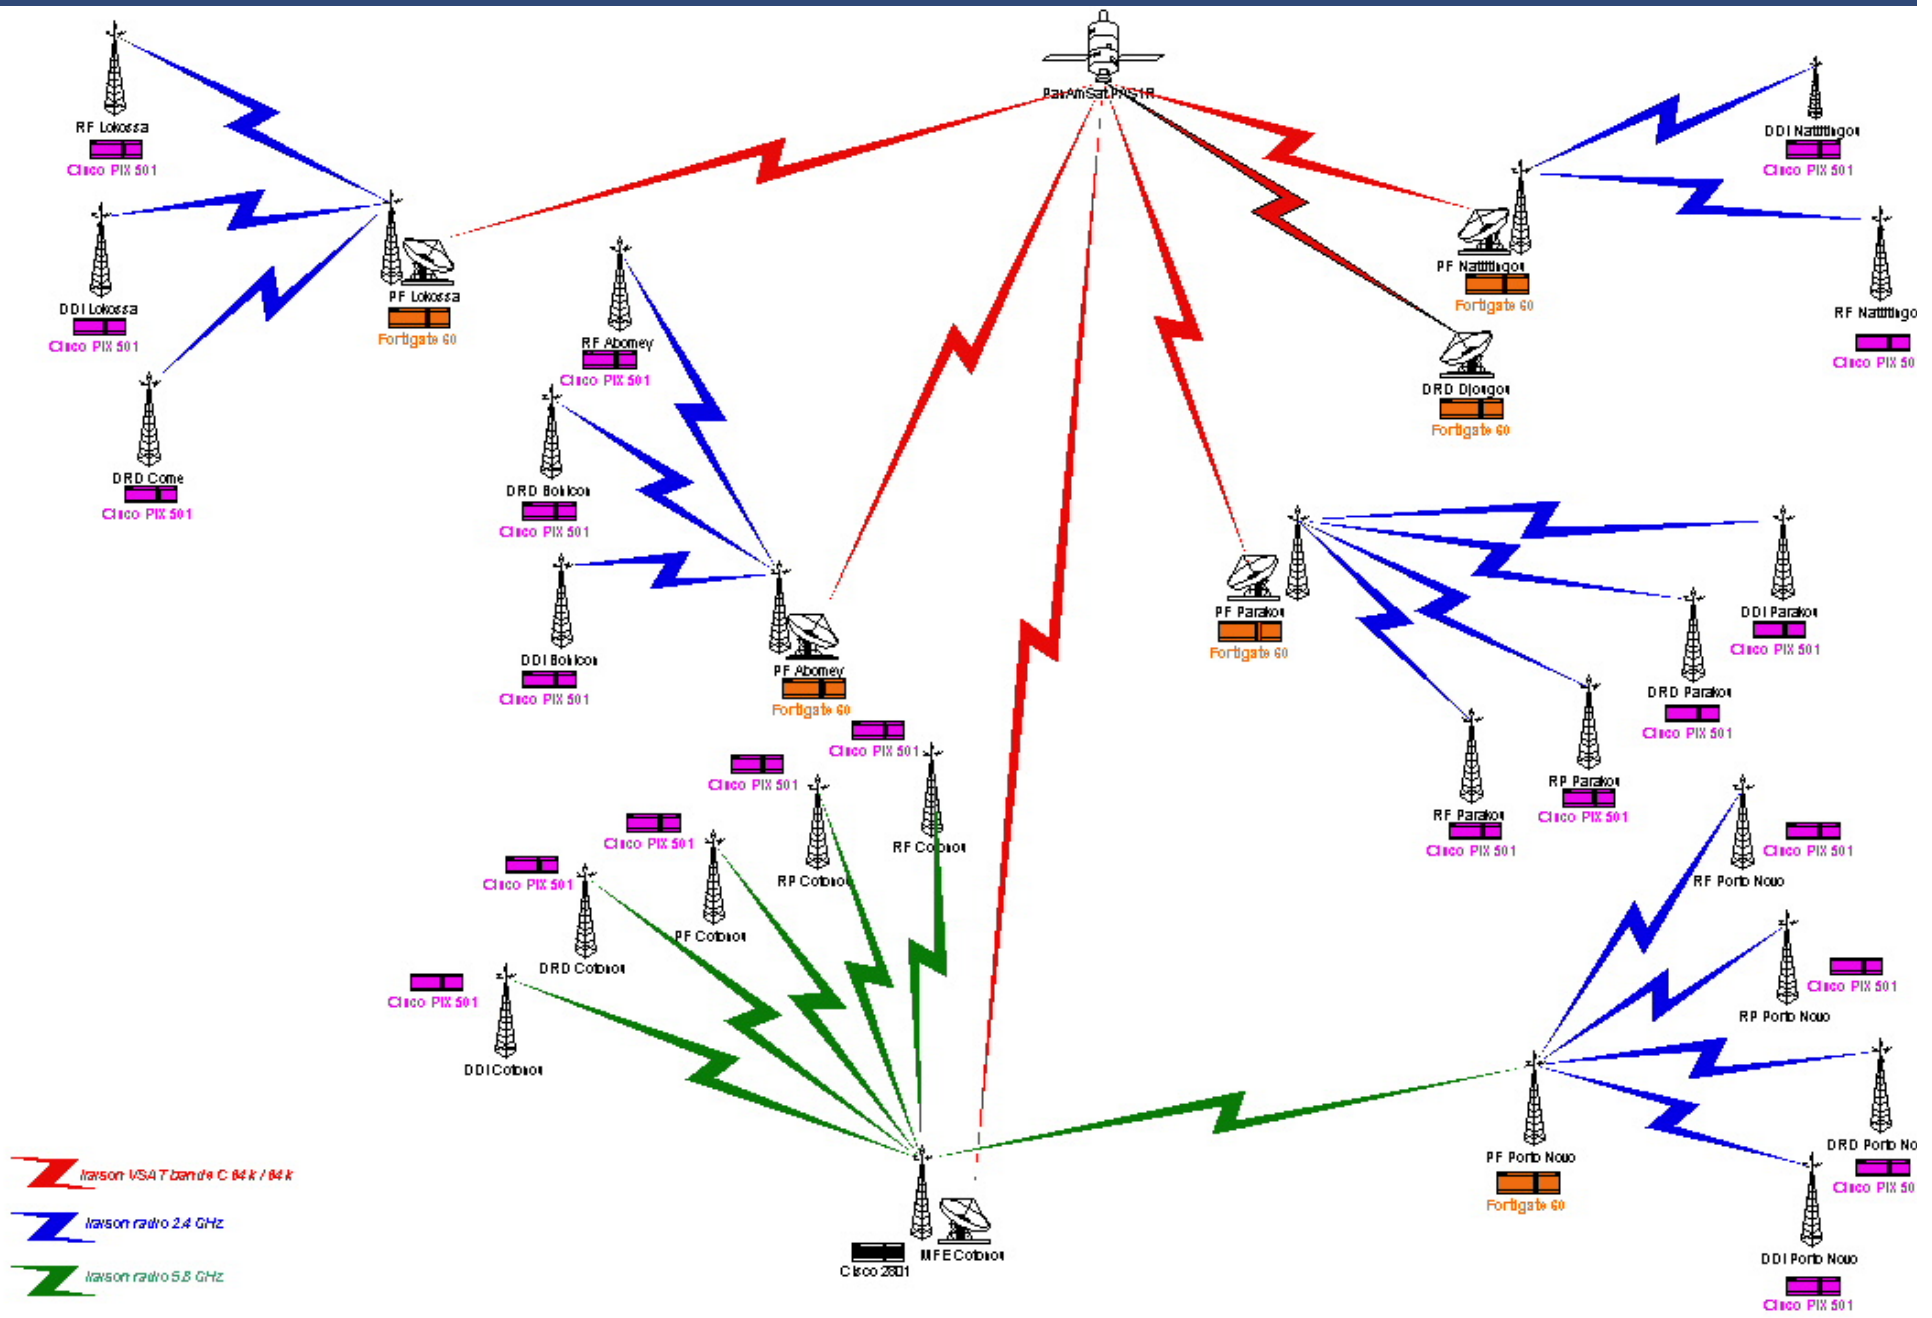 PanAmSat PAS1R
RF Lokossa
Cisco PIX 501
DDI Lokossa
Cisco PIX 501
DRD Come
Cisco PIX 501
PF Lokossa
Fortigate 60
RF Abomey
Cisco PIX 501
DRD Bohicon
Cisco PIX 501
DDI Bohicon
Cisco PIX 501
PF Abomey
Fortigate 60
DDI Natitingou
Cisco PIX 501
PF Natitingou
Fortigate 60
RF Natitingo
Cisco PIX 50
DRD Djougou
Fortigate 60
PF Parakou
Fortigate 60
DDI Parakou
Cisco PIX 501
DRD Parakou
Cisco PIX 501
RP Parakou
Cisco PIX 501
RF Parakou
Cisco PIX 501
Cisco PIX 501
RF Cotonou
Cisco PIX 501
RP Cotonou
Cisco PIX 501
PF Cotonou
Cisco PIX 501
DRD Cotonou
Cisco PIX 501
DDI Cotonou
Cisco 2801
MFE Cotonou
Cisco PIX 501
RF Porto Novo
Cisco PIX 501
RP Porto Novo
DRD Porto No
Cisco PIX 50
PF Porto Novo
Fortigate 60
DDI Porto Novo
Cisco PIX 501
liaison VSAT bande C 64k / 64k
liaison radio 2.4 GHz
liaison radio 5.8 GHz